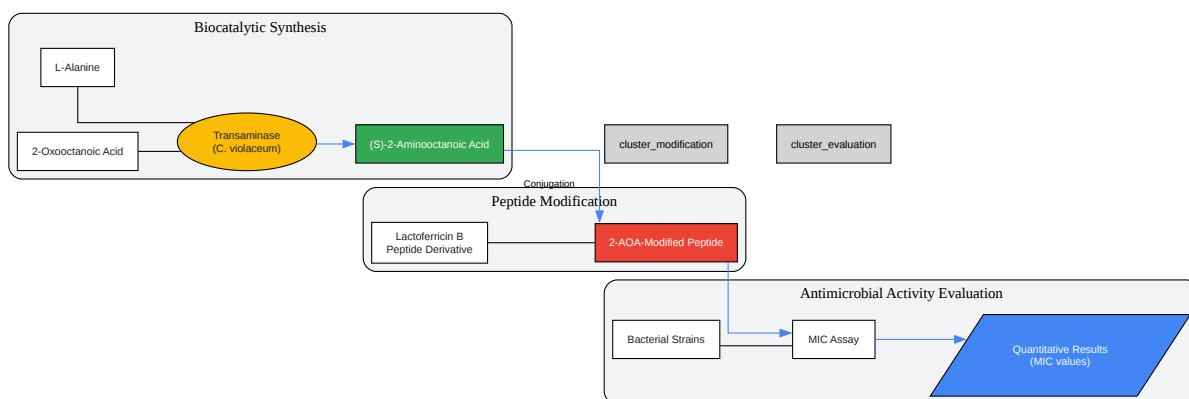 Biocatalytic Synthesis
L-Alanine
2-Oxooctanoic Acid
Transaminase
(C. violaceum)
(S)-2-Aminooctanoic Acid
cluster_modification
cluster_evaluation
Conjugation
Peptide Modification
Lactoferricin B
Peptide Derivative
2-AOA-Modified Peptide
Antimicrobial Activity Evaluation
Bacterial Strains
MIC Assay
Quantitative Results
(MIC values)